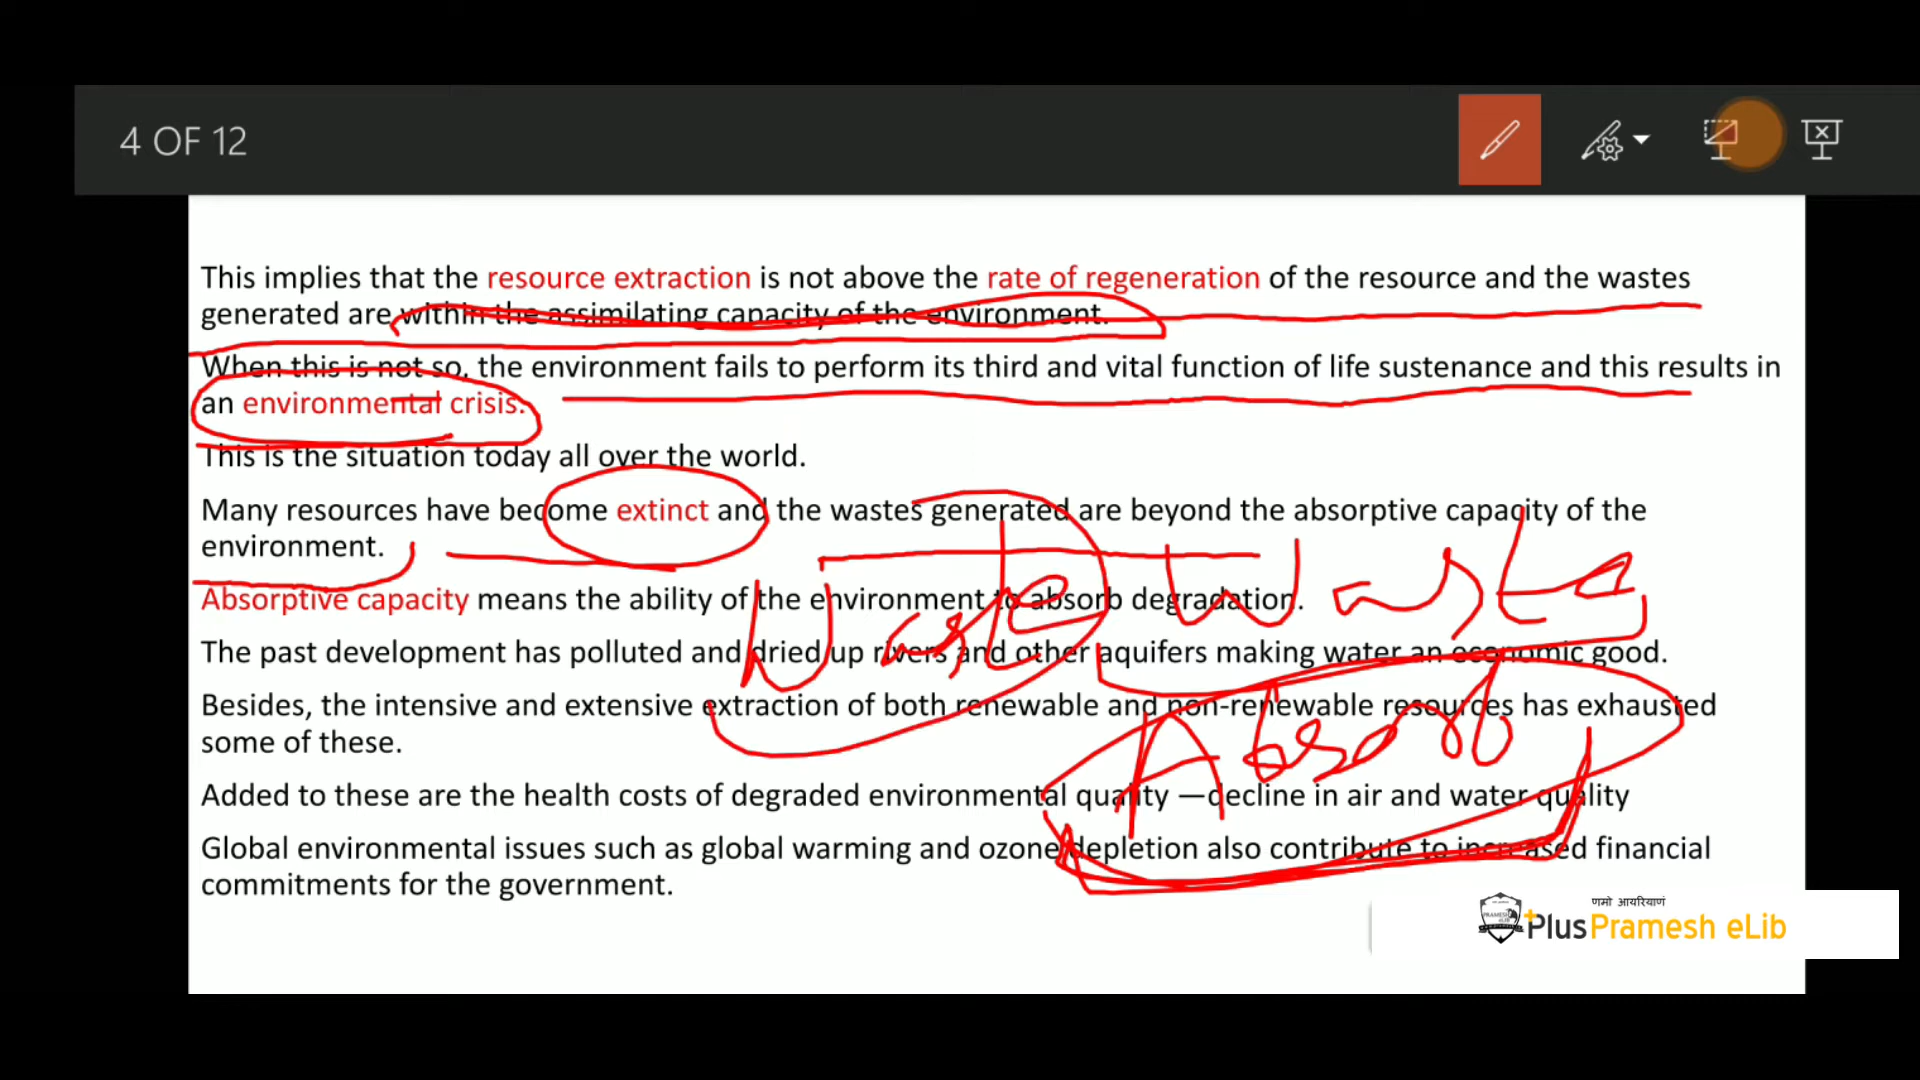 4 OF 12
This implies that the resource extraction is not above the rate of regeneration of the resource and the wastes
generated are within the assimilating capacity of the environment.
When this is not so, the environment fails to perform its third and vital function of life sustenance and this results in
an environmental crisis.
This is the situation today all over the world.
Many resources have become extinct and the wastes generated are beyond the absorptive capacity of the
environment.
Absorptive capacity means the ability of the environment to absorb degradation.
Waste Waste
The past development has polluted and dried up rivers and other aquifers making water an economic good.
Besides, the intensive and extensive extraction of both renewable and non-renewable resources has exhausted
some of these.
Absorb
Added to these are the health costs of degraded environmental quality —decline in air and water quality
Global environmental issues such as global warming and ozone depletion also contribute to increased financial
commitments for the government.
णमो आयरियाणं
PRAMESH eLIB
+Plus Pramesh eLib